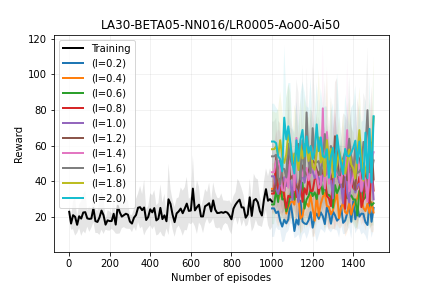 LA30-BETA05-NN016/LR0005-Ao00-Ai50
120
100
80
60
40
20
Reward
Training
(l=0.2)
(l=0.4)
(l=0.6)
(l=0.8)
(l=1.0)
(l=1.2)
(l=1.4)
(l=1.6)
(l=1.8)
(l=2.0)
0 200 400 600 800 1000 1200 1400
Number of episodes